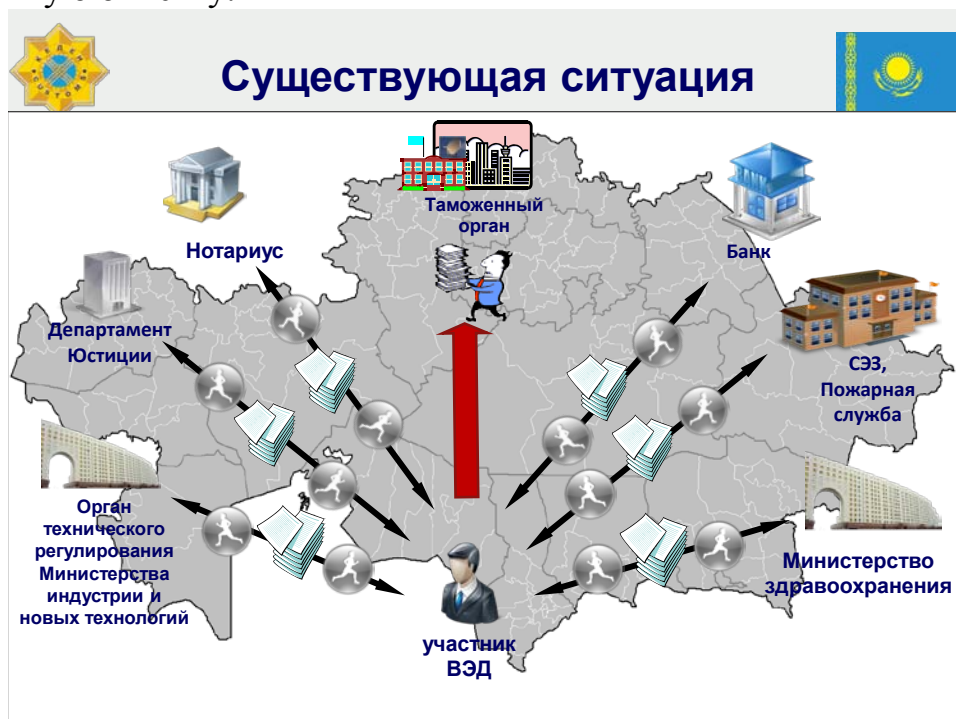 Существующая ситуация
Таможенный
орган
Нотариус
Банк
Департамент
Юстиции
СЭЗ,
Пожарная
служба
Орган
технического
регулирования
Министерства
индустрии и
новых технологий
Министерство
здравоохранения
участник
ВЭД